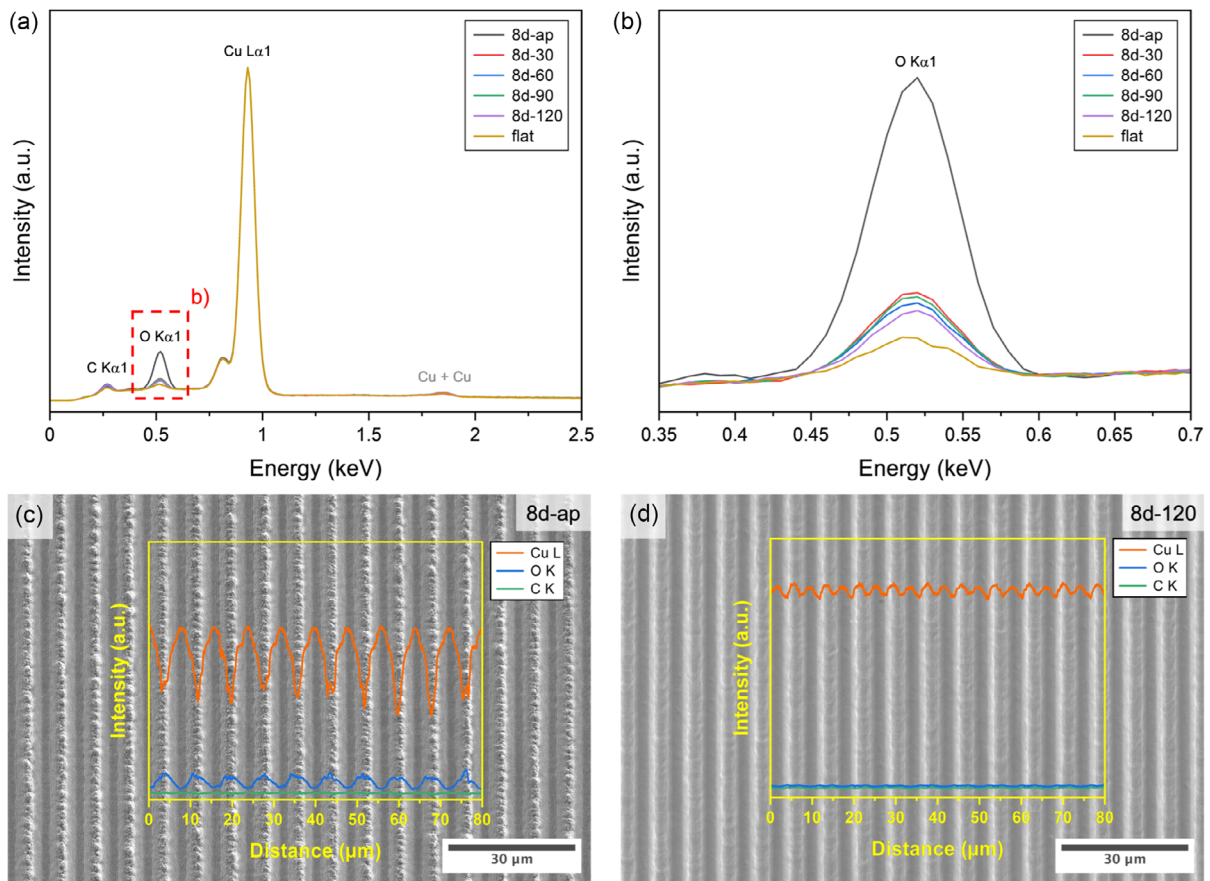 (a)
Cu Lα1
8d-ap
8d-30
8d-60
8d-90
8d-120
flat
b)
O Kα1
C Kα1
Cu + Cu
Intensity (a.u.)
0 0.5 1 1.5 2 2.5
Energy (keV)
(b)
O Kα1
8d-ap
8d-30
8d-60
8d-90
8d-120
flat
Intensity (a.u.)
0.35 0.4 0.45 0.5 0.55 0.6 0.65 0.7
Energy (keV)
(c)
8d-ap
Cu L
O K
C K
Intensity (a.u.)
0 10 20 30 40 50 60 70 80
Distance (µm)
30 µm
(d)
8d-120
Cu L
O K
C K
Intensity (a.u.)
0 10 20 30 40 50 60 70 80
Distance (µm)
30 µm